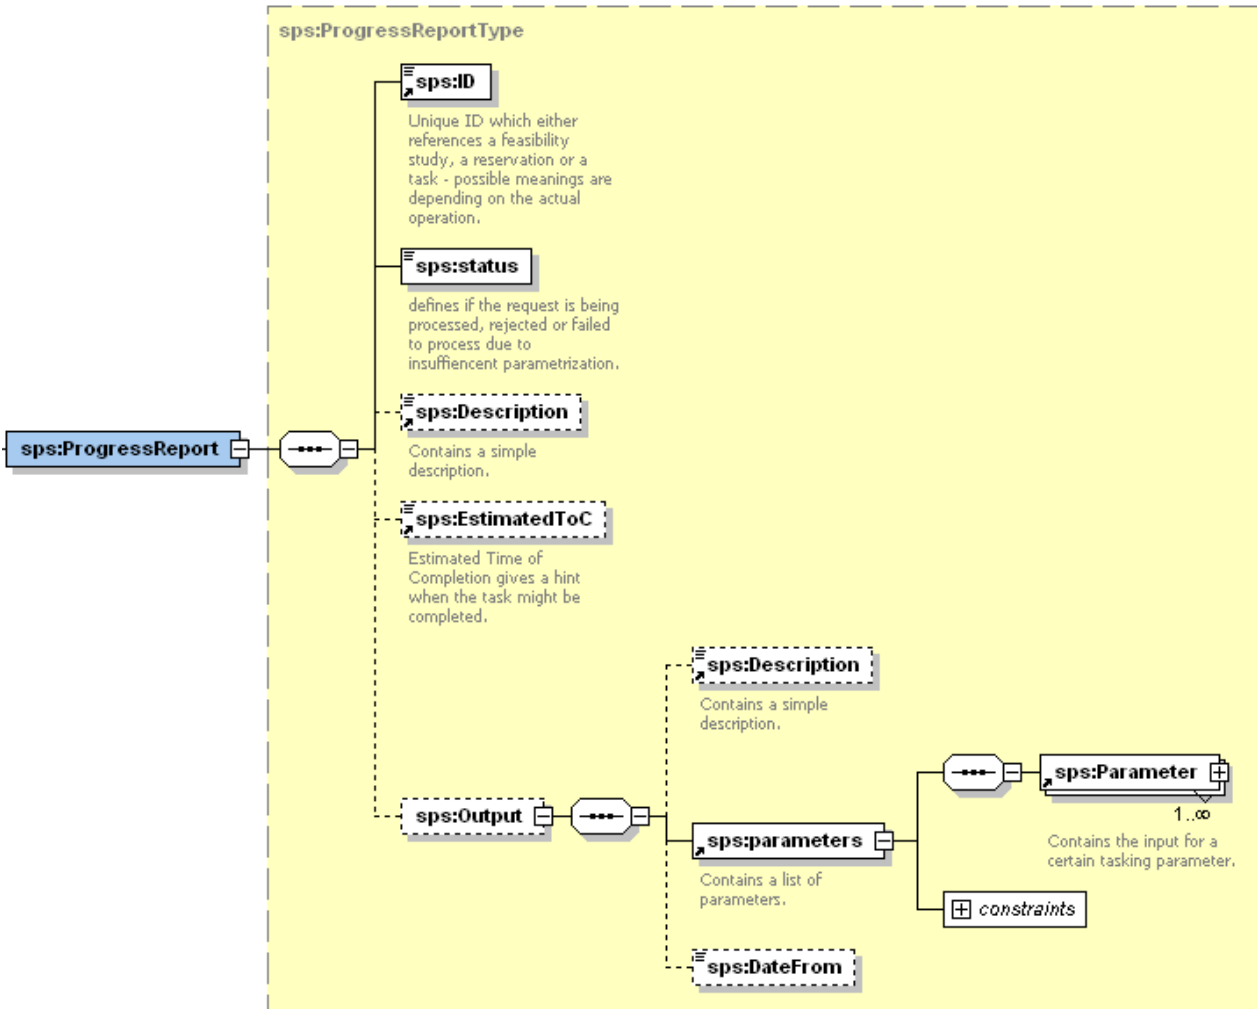 sps:ProgressReportType
sps:ID
Unique ID which either
references a feasibility
study, a reservation or a
task - possible meanings are
depending on the actual
operation.
sps:status
defines if the request is being
processed, rejected or failed
to process due to
insuffiencent parametrization.
sps:Description
Contains a simple
description.
sps:ProgressReport
sps:EstimatedToC
Estimated Time of
Completion gives a hint
when the task might be
completed.
sps:Output
sps:Description
Contains a simple
description.
sps:parameters
Contains a list of
parameters.
sps:Parameter
1..∞
Contains the input for a
certain tasking parameter.
constraints
sps:DateFrom